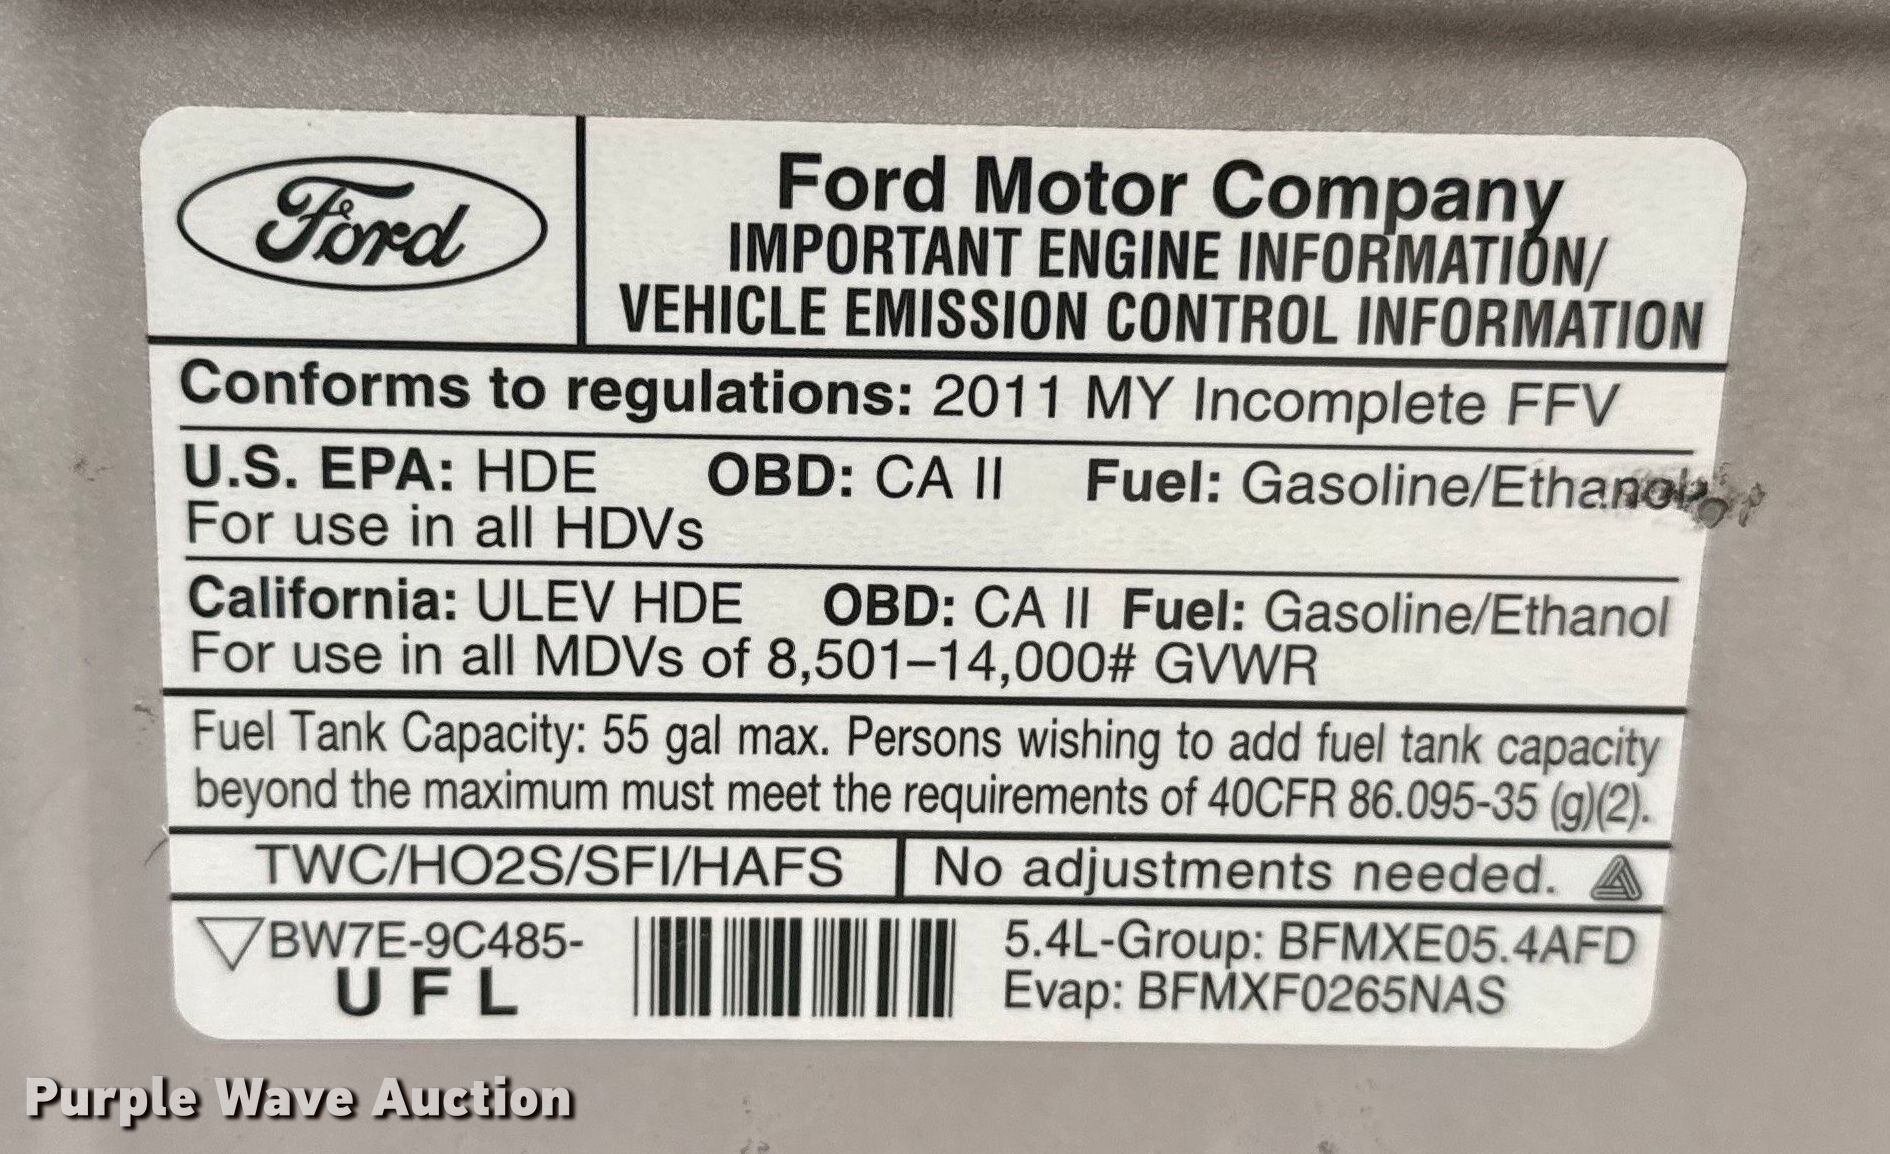 Ford
Ford Motor Company
IMPORTANT ENGINE INFORMATION/
VEHICLE EMISSION CONTROL INFORMATION
Conforms to regulations: 2011 MY Incomplete FFV
U.S. EPA: HDE OBD: CA II Fuel: Gasoline/Ethanol
For use in all HDVs
California: ULEV HDE OBD: CA II Fuel: Gasoline/Ethanol
For use in all MDVs of 8,501–14,000# GVWR
Fuel Tank Capacity: 55 gal max. Persons wishing to add fuel tank capacity
beyond the maximum must meet the requirements of 40CFR 86.095-35 (g)(2).
TWC/HO2S/SFI/HAFS
No adjustments needed.
BW7E-9C485-
UFL
5.4L-Group: BFMXE05.4AFD
Evap: BFMXF0265NAS
Purple Wave Auction